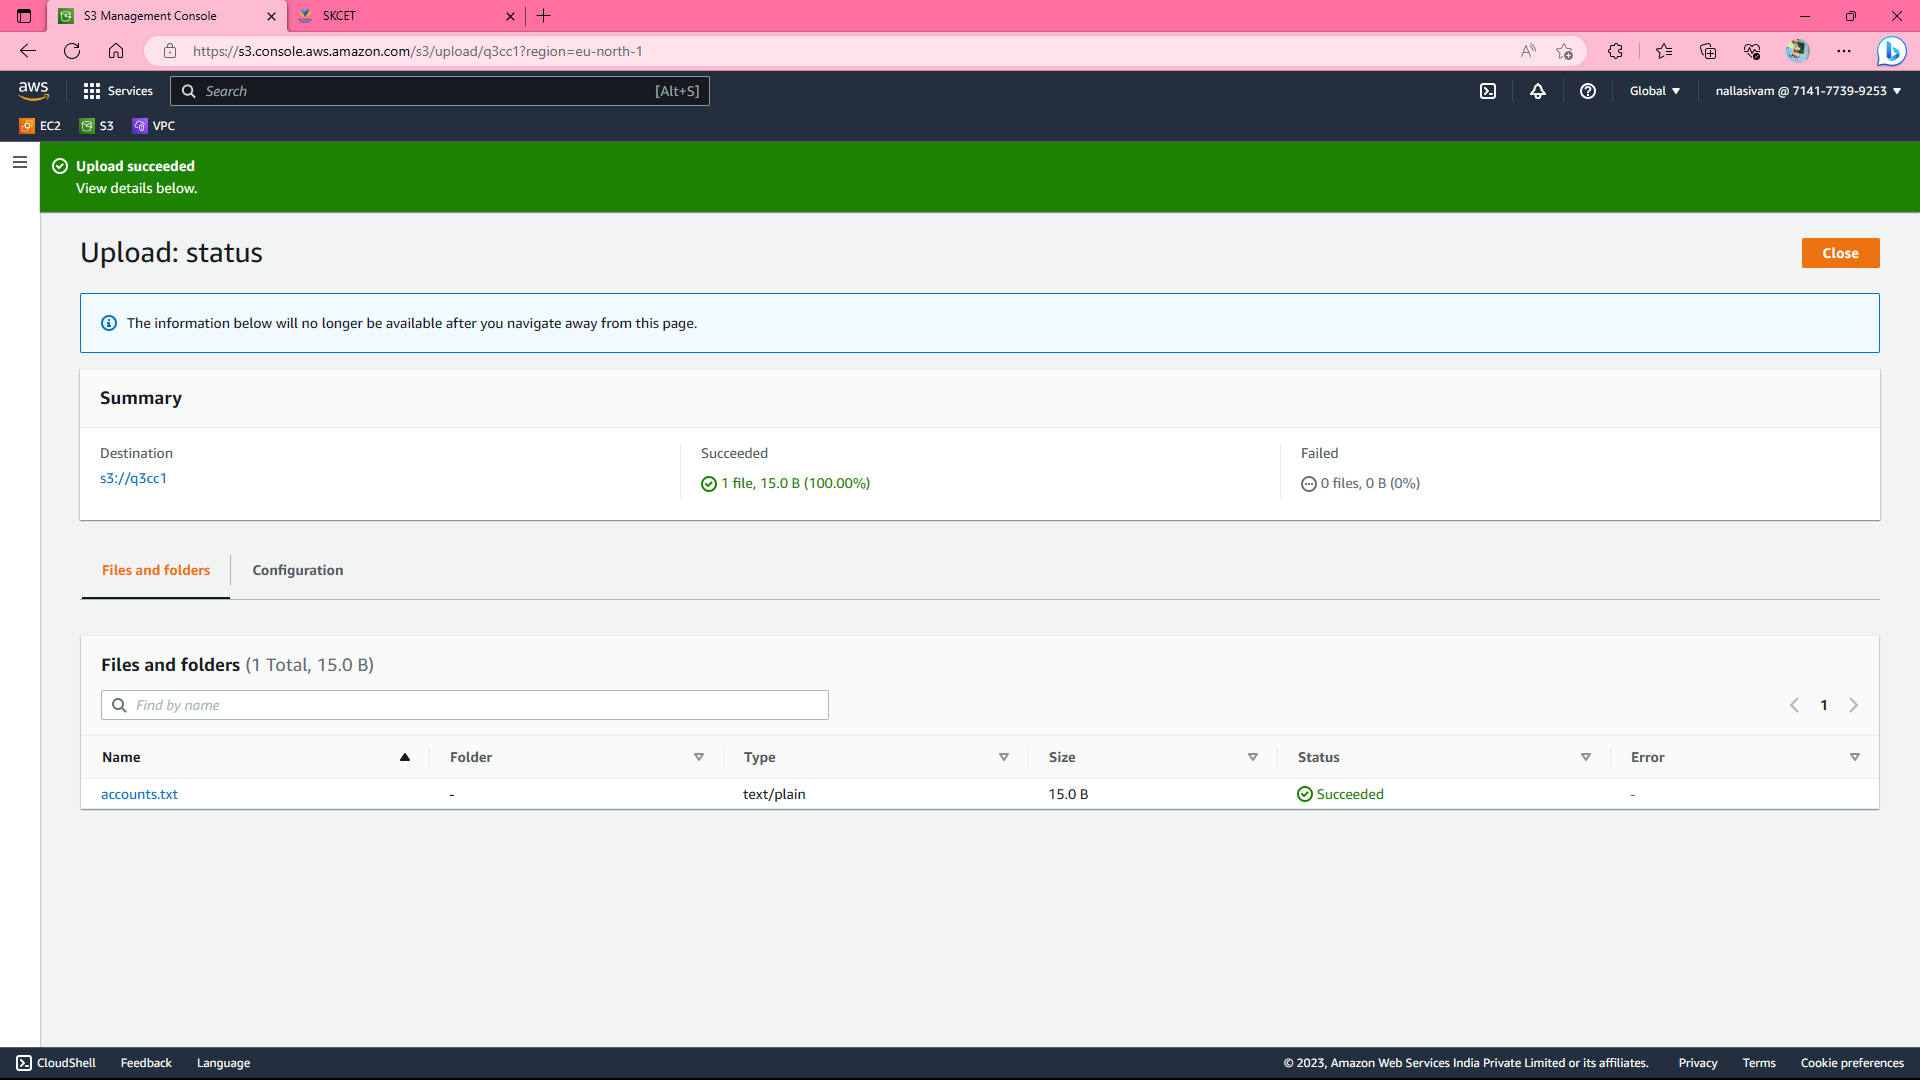 S3 Management Console
SKCET
https://s3.console.aws.amazon.com/s3/upload/q3cc1?region=eu-north-1
aws
Services
Search
[Alt+S]
Global
nallasivam @ 7141-7739-9253
EC2
S3
VPC
Upload succeeded
View details below.
Upload: status
Close
The information below will no longer be available after you navigate away from this page.
Summary
Destination
s3://q3cc1
Succeeded
1 file, 15.0 B (100.00%)
Failed
0 files, 0 B (0%)
Files and folders
Configuration
Files and folders (1 Total, 15.0 B)
Find by name
1
Name
Folder
Type
Size
Status
Error
accounts.txt
-
text/plain
15.0 B
Succeeded
-
CloudShell
Feedback
Language
© 2023, Amazon Web Services India Private Limited or its affiliates.
Privacy
Terms
Cookie preferences